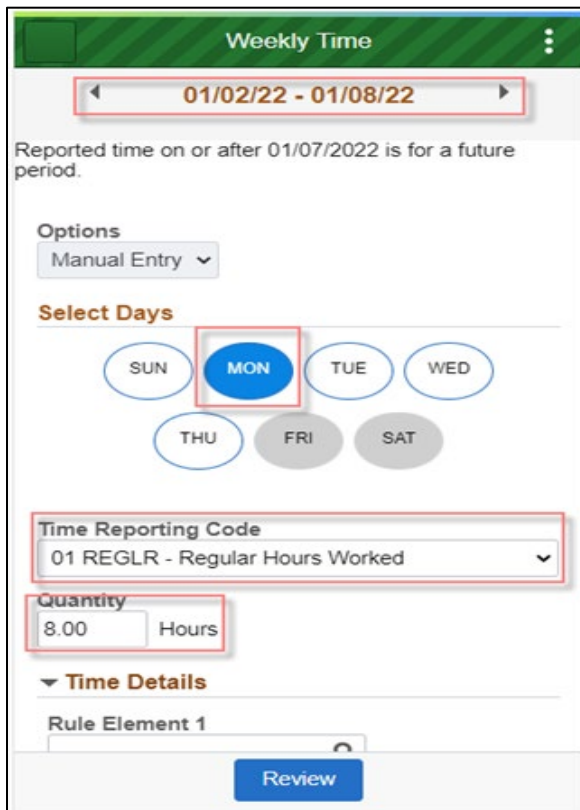 Weekly Time
01/02/22 - 01/08/22
Reported time on or after 01/07/2022 is for a future
period.
Options
Manual Entry
Select Days
SUN MON TUE WED
THU FRI SAT
Time Reporting Code
01 REGLR - Regular Hours Worked
Quantity
8.00 Hours
Time Details
Rule Element 1
Review